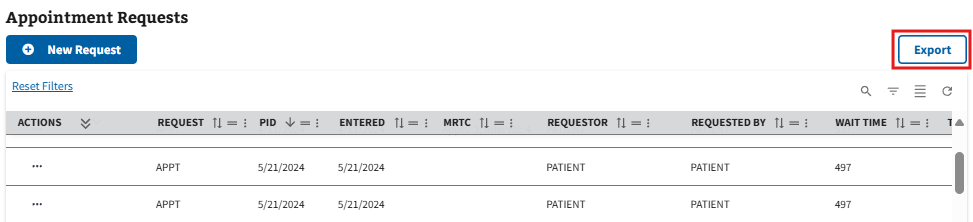 Appointment Requests
New Request
Export
Reset Filters
ACTIONS REQUEST PID ENTERED MRTC REQUESTOR REQUESTED BY WAIT TIME
APPT 5/21/2024 5/21/2024 PATIENT PATIENT 497
APPT 5/21/2024 5/21/2024 PATIENT PATIENT 497